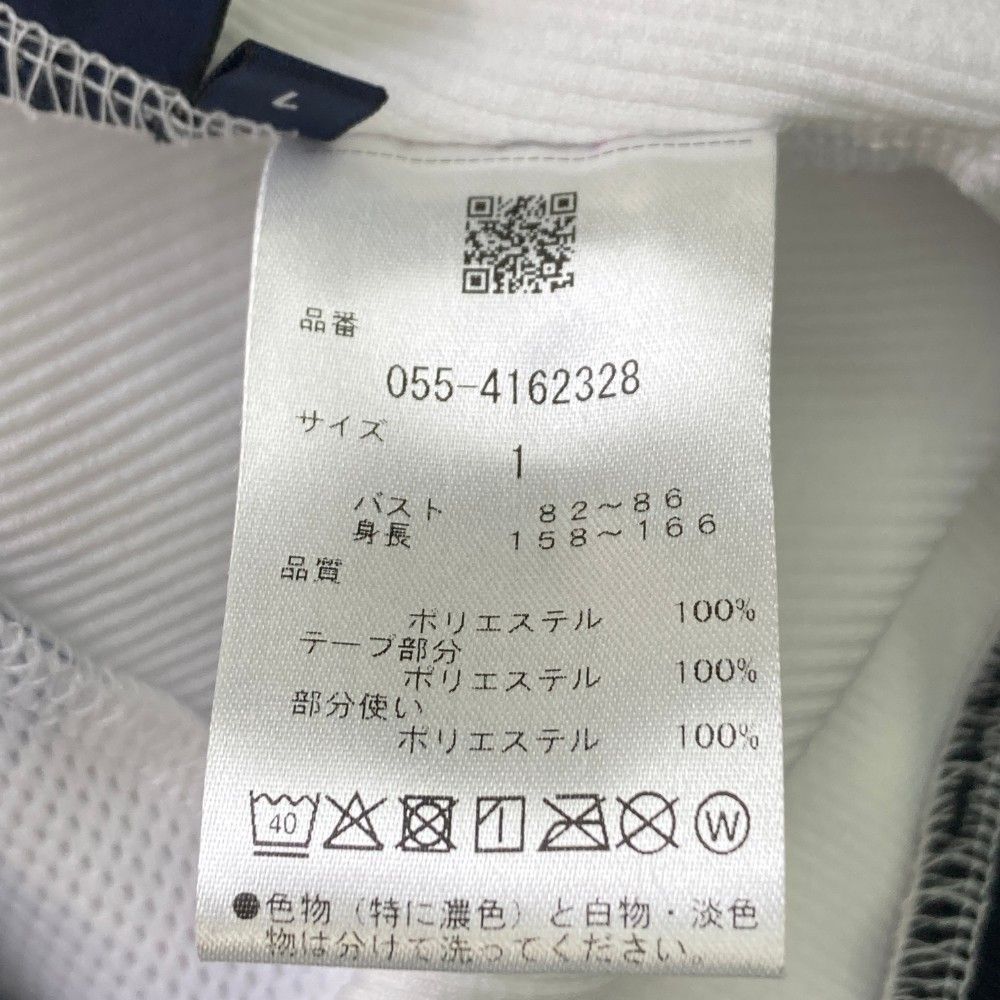 品番
055-4162328
サイズ
1
バスト 82～86
身長 158～166
品質
ポリエステル 100%
テープ部分
ポリエステル 100%
部分使い
ポリエステル 100%
40 W
●色物（特に濃色）と白物・淡色
物は分けて洗ってください。